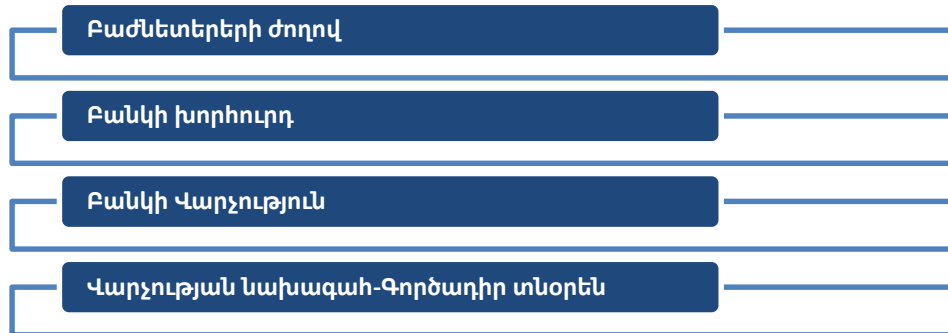 Բաժնետերերի ժողով
Բանկի խորհուրդ
Բանկի Վարչություն
Վարչության նախագահ-Գործադիր տնօրեն